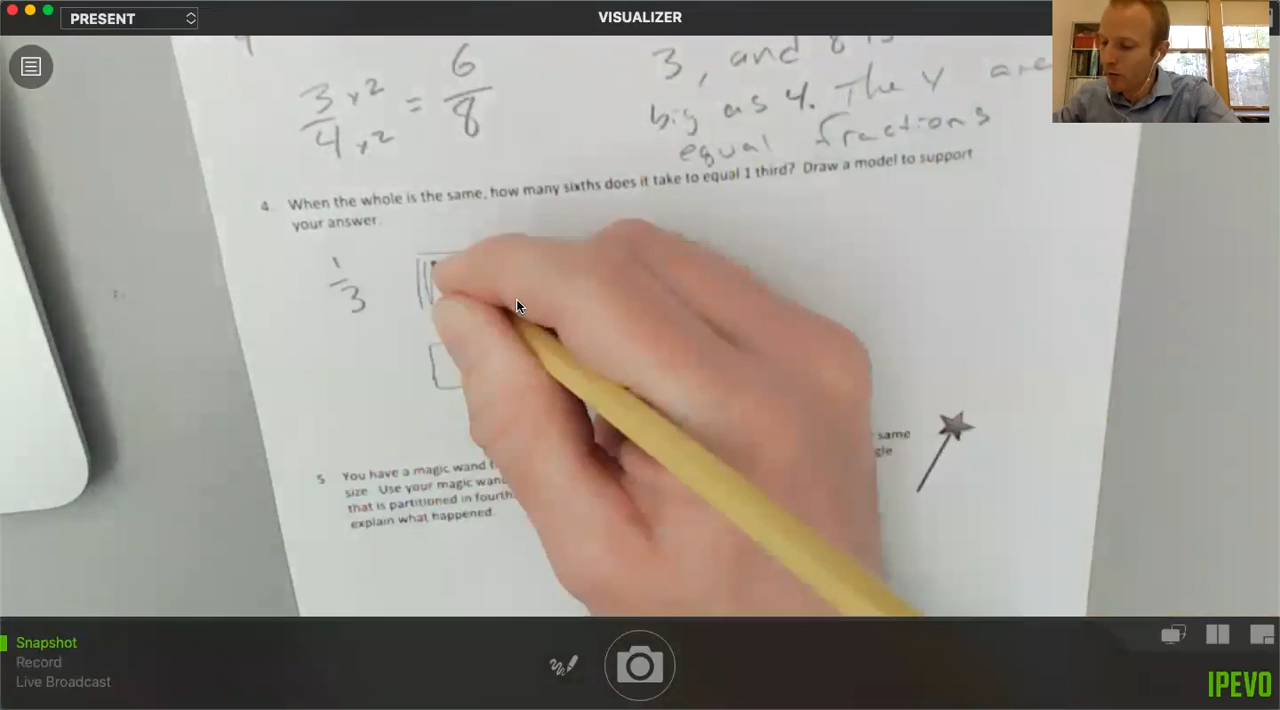 PRESENT
VISUALIZER
3 x2 = 6
4 x2 8
3, and 8 is
big as 4. They are
equal fractions
4. When the whole is the same, how many sixths does it take to equal 1 third? Draw a model to support
your answer.
1
3
same
5 You have a magic wand
size. Use your magic
that is partitioned in
explain what happened.
Snapshot
Record
Live Broadcast
IPEVO